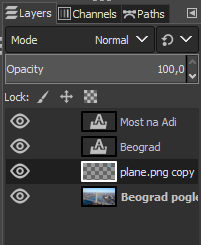 Layers Channels Paths
Mode Normal
Opacity 100,0
Lock:
Most na Adi
Beograd
plane.png copy
Beograd pogle